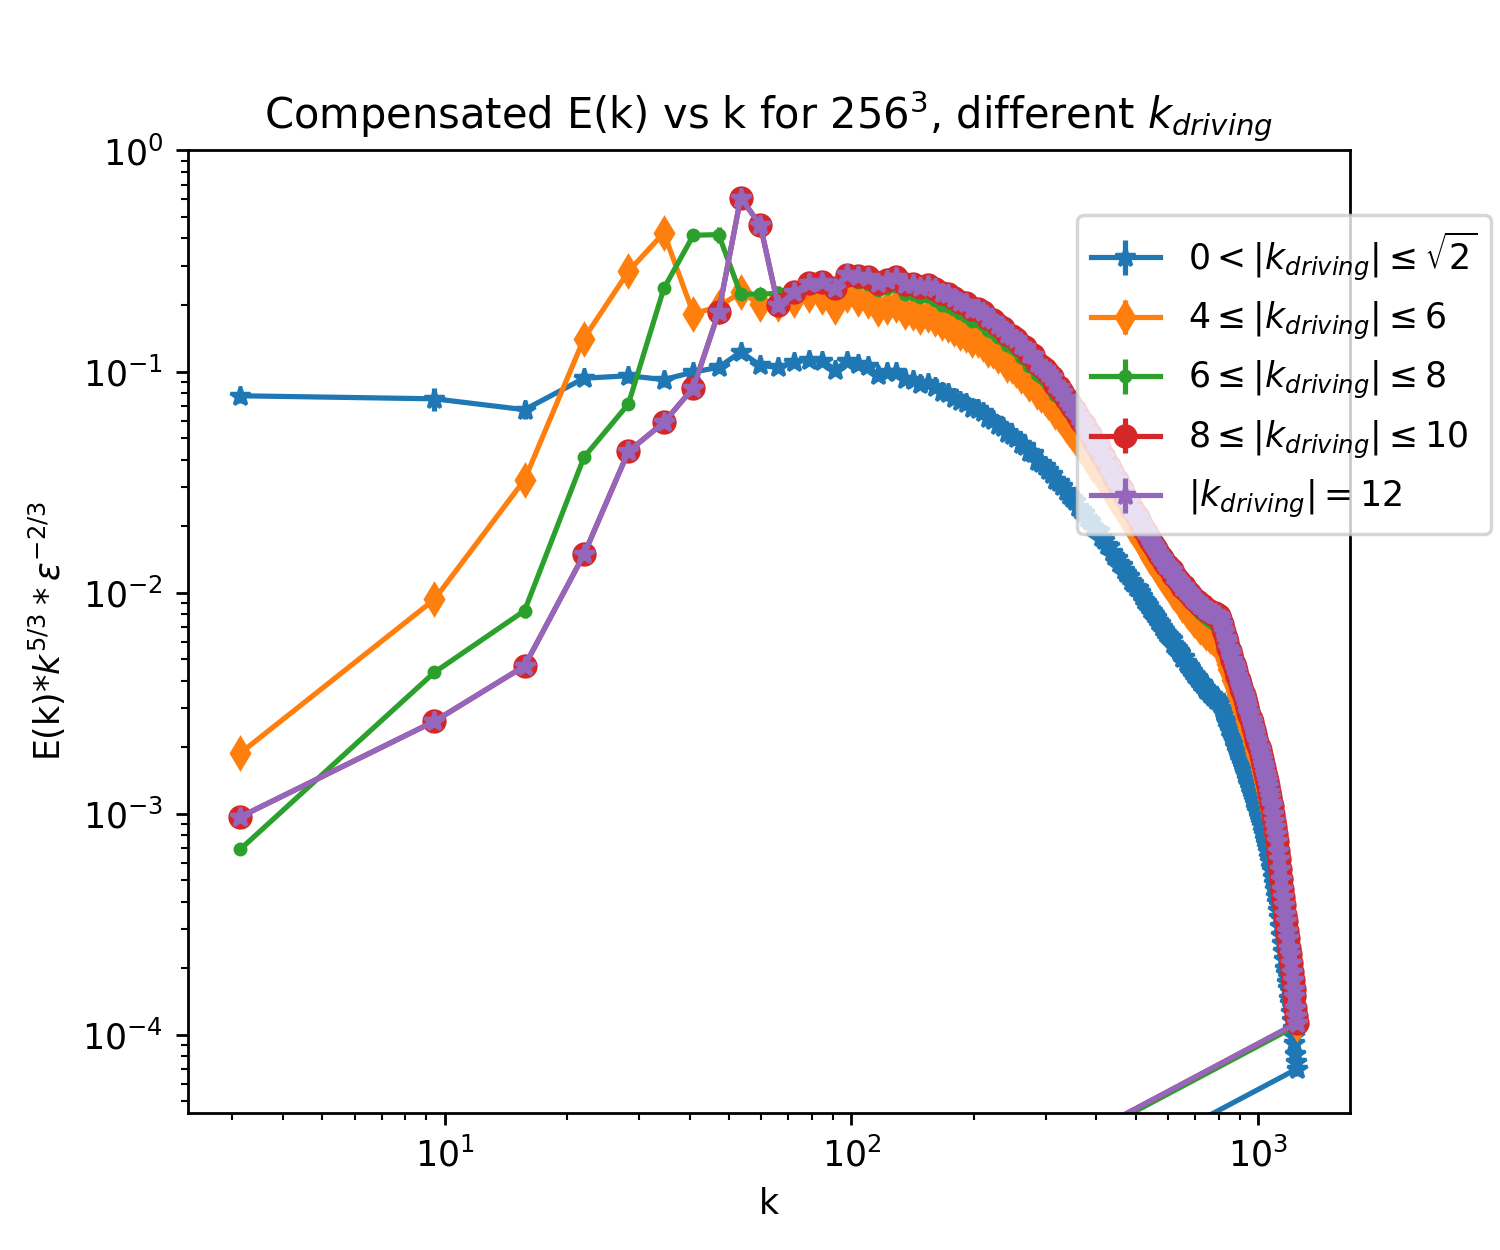 Compensated E(k) vs k for 256³, different k_driving
10⁰
10⁻¹
10⁻²
10⁻³
10⁻⁴
E(k)*k^5/3 * ε^−2/3
0 < |k_driving| ≤ √2
4 ≤ |k_driving| ≤ 6
6 ≤ |k_driving| ≤ 8
8 ≤ |k_driving| ≤ 10
|k_driving| = 12
10¹ 10² 10³
k